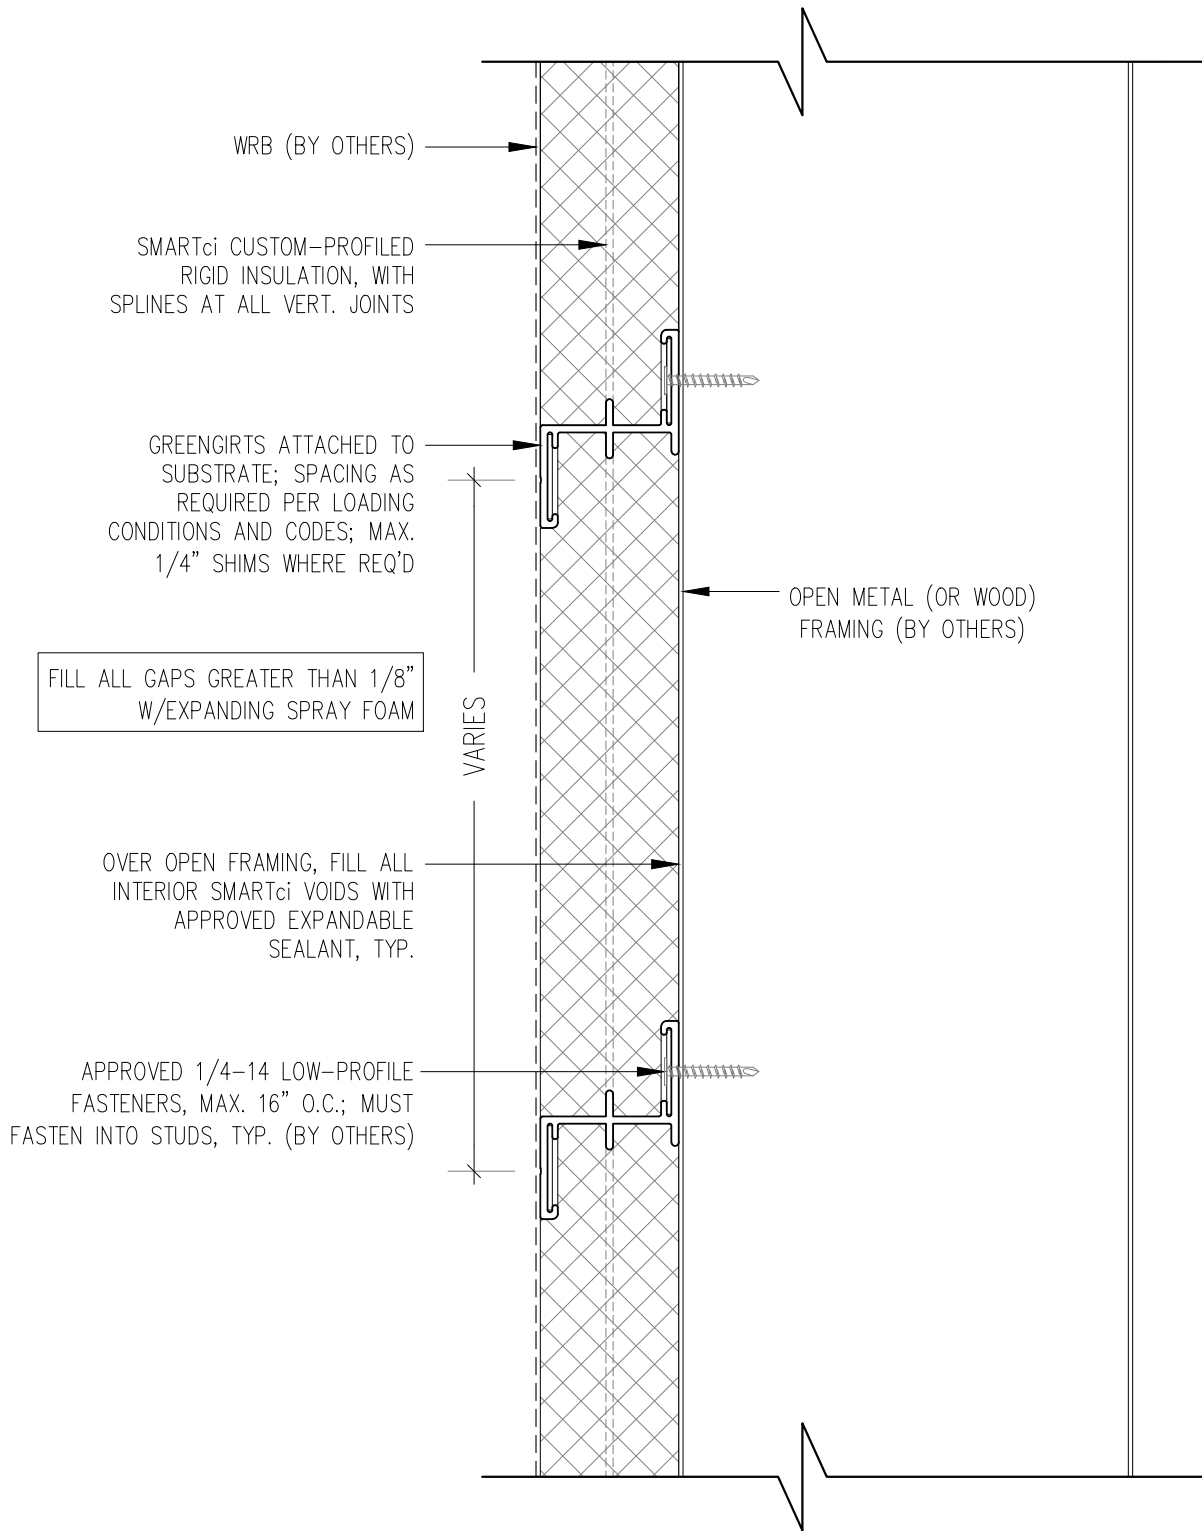 WRB (BY OTHERS)
SMARTci CUSTOM-PROFILED
RIGID INSULATION, WITH
SPLINES AT ALL VERT. JOINTS
GREENGIRTS ATTACHED TO
SUBSTRATE; SPACING AS
REQUIRED PER LOADING
CONDITIONS AND CODES; MAX.
1/4" SHIMS WHERE REQ'D
OPEN METAL (OR WOOD)
FRAMING (BY OTHERS)
FILL ALL GAPS GREATER THAN 1/8"
W/EXPANDING SPRAY FOAM
VARIES
OVER OPEN FRAMING, FILL ALL
INTERIOR SMARTci VOIDS WITH
APPROVED EXPANDABLE
SEALANT, TYP.
APPROVED 1/4-14 LOW-PROFILE
FASTENERS, MAX. 16" O.C.; MUST
FASTEN INTO STUDS, TYP. (BY OTHERS)